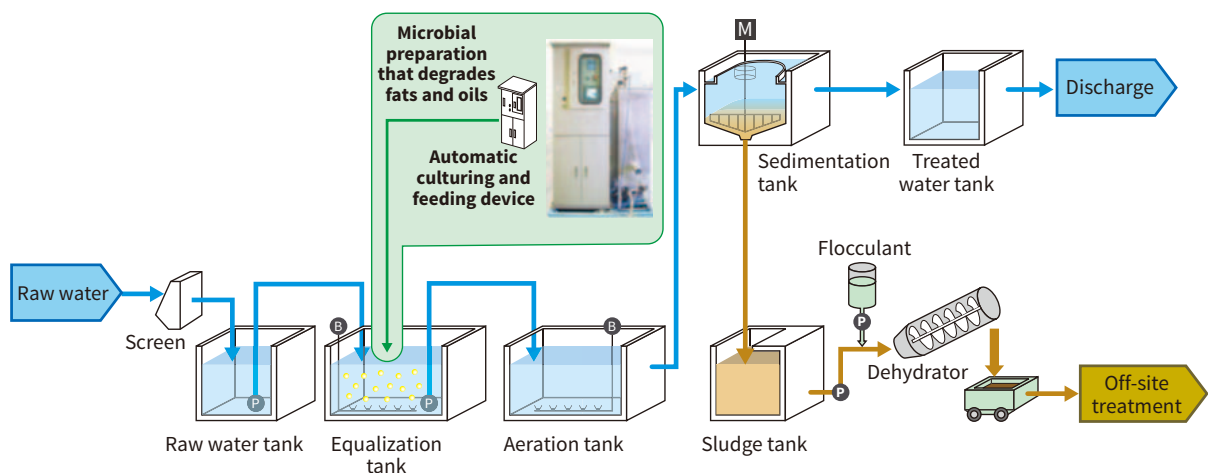 Microbial
preparation
that degrades
fats and oils
Automatic
culturing and
feeding device
M
Sedimentation
tank
Treated
water tank
Discharge
Raw water
Screen
P
Raw water tank
B
P
Equalization
tank
B
Aeration tank
Sludge tank
P
Flocculant
P
Dehydrator
Off-site
treatment